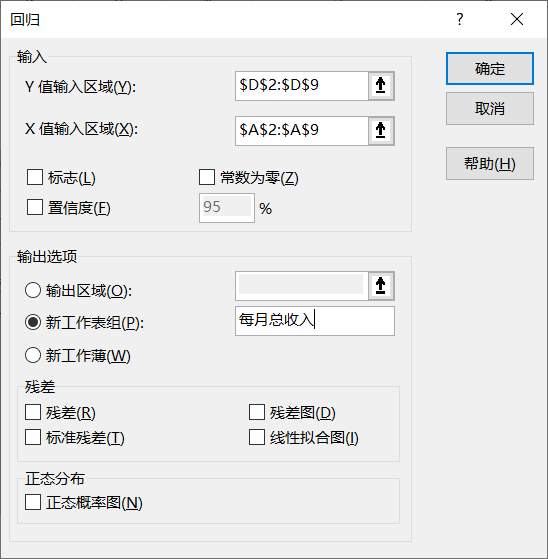 回归
?
输入
Y 值输入区域(Y):
$D$2:$D$9
确定
X 值输入区域(X):
$A$2:$A$9
取消
标志(L)
常数为零(Z)
帮助(H)
置信度(F)
95 %
输出选项
输出区域(O):
新工作表组(P):
每月总收入
新工作薄(W)
残差
残差(R)
残差图(D)
标准残差(T)
线性拟合图(I)
正态分布
正态概率图(N)